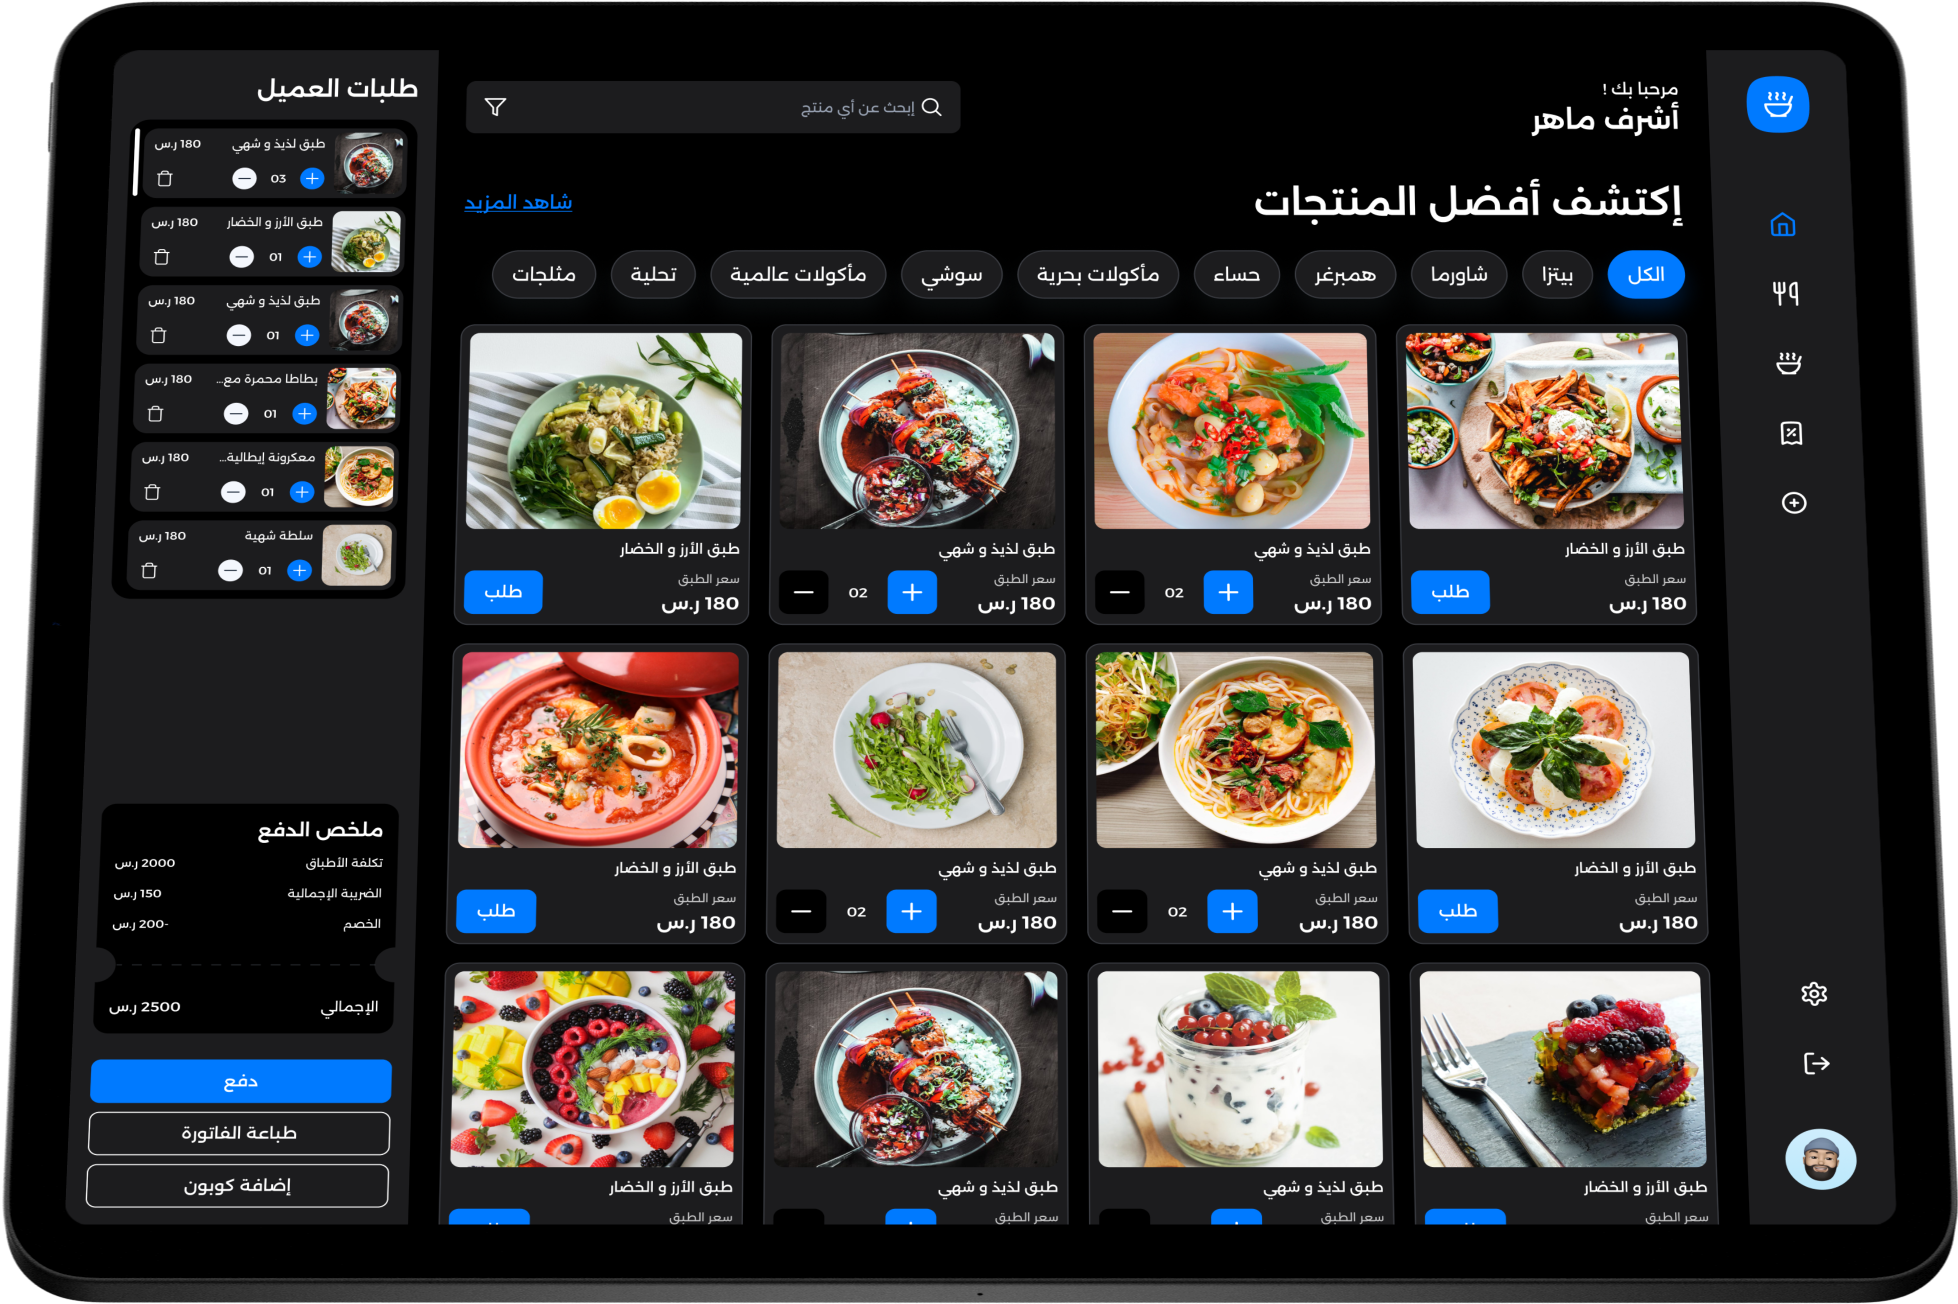 مرحبا بك !
أشرف ماهر
إبحث عن أي منتج
إكتشف أفضل المنتجات
شاهد المزيد
الكل
بيتزا
شاورما
همبرغر
حساء
مأكولات بحرية
سوشي
مأكولات عالمية
تحلية
مثلجات
طبق الأرز و الخضار
سعر الطبق
180 ر.س
طلب
طبق لذيذ و شهي
سعر الطبق
180 ر.س
02
طبق لذيذ و شهي
سعر الطبق
180 ر.س
02
طبق الأرز و الخضار
سعر الطبق
180 ر.س
طلب
طبق الأرز و الخضار
سعر الطبق
180 ر.س
طلب
طبق لذيذ و شهي
سعر الطبق
180 ر.س
02
طبق لذيذ و شهي
سعر الطبق
180 ر.س
02
طبق الأرز و الخضار
سعر الطبق
180 ر.س
طلب
طبق الأرز و الخضار
سعر الطبق
طبق لذيذ و شهي
سعر الطبق
طبق لذيذ و شهي
سعر الطبق
طبق الأرز و الخضار
سعر الطبق
طلبات العميل
طبق لذيذ و شهي 180 ر.س
03
طبق الأرز و الخضار 180 ر.س
01
طبق لذيذ و شهي 180 ر.س
01
بطاطا محمرة مع... 180 ر.س
01
معكرونة إيطالية... 180 ر.س
01
سلطة شهية 180 ر.س
01
ملخص الدفع
تكلفة الأطباق 2000 ر.س
الضريبة الإجمالية 150 ر.س
الخصم -200 ر.س
الإجمالي 2500 ر.س
دفع
طباعة الفاتورة
إضافة كوبون